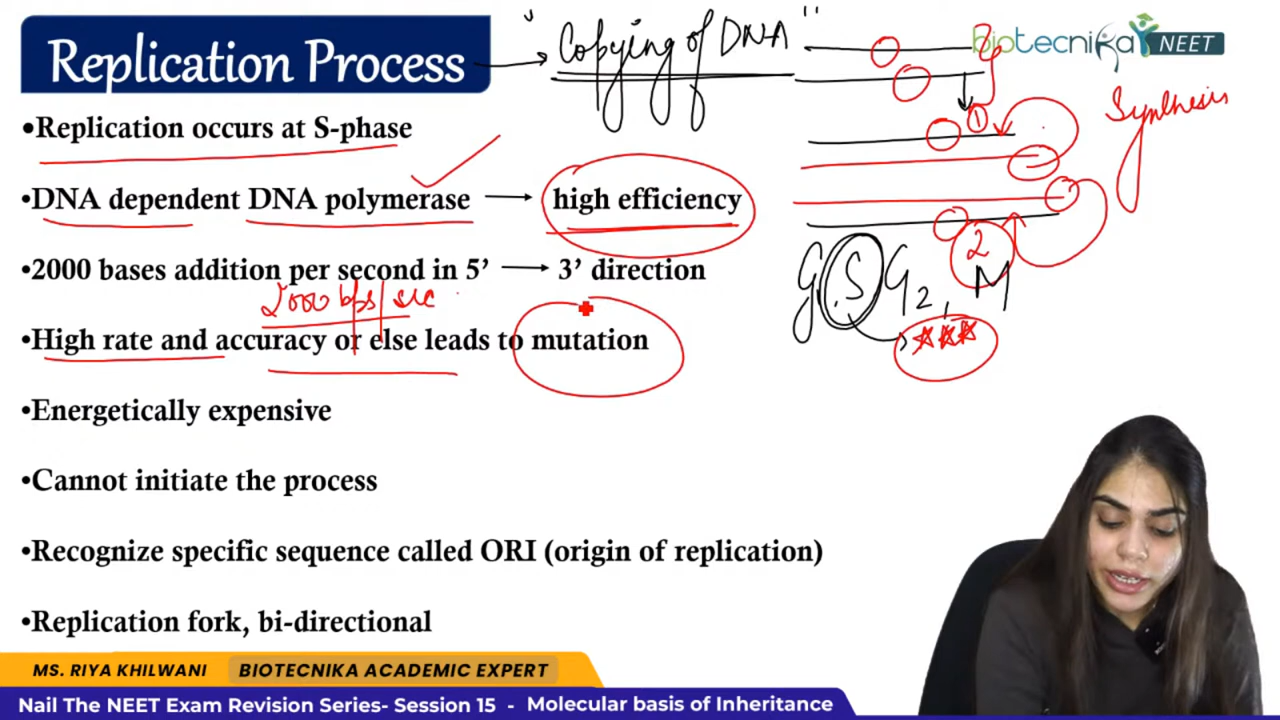 Replication Process
" Copying of DNA "
biotecnika NEET
Synthesis
•Replication occurs at S-phase
•DNA dependent DNA polymerase → high efficiency
•2000 bases addition per second in 5’ → 3’ direction
2000 bps/sec
•High rate and accuracy or else leads to mutation
•Energetically expensive
•Cannot initiate the process
•Recognize specific sequence called ORI (origin of replication)
•Replication fork, bi-directional
1
2
G, S G2, M
MS. RIYA KHILWANI BIOTECNIKA ACADEMIC EXPERT
Nail The NEET Exam Revision Series- Session 15 - Molecular basis of Inheritance